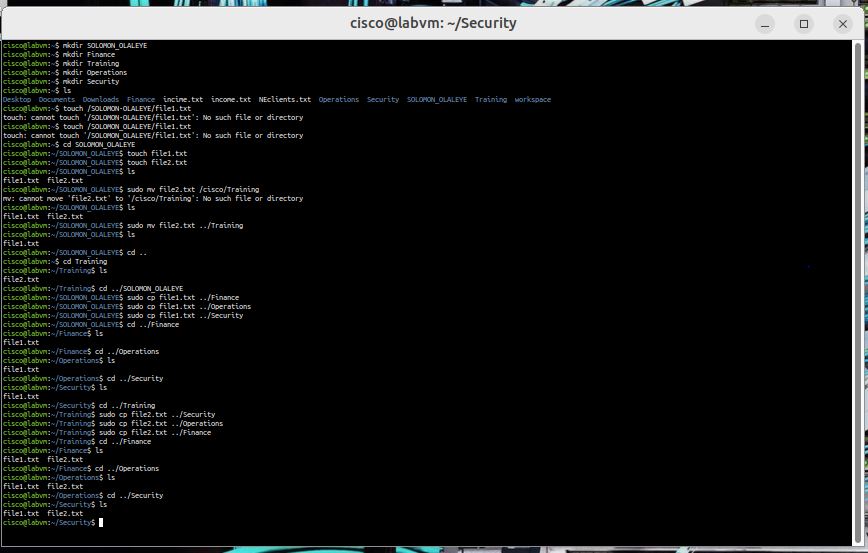 cisco@labvm: ~/Security
cisco@labvm:~$ mkdir SOLOMON_OLALEYE
cisco@labvm:~$ mkdir Finance
cisco@labvm:~$ mkdir Training
cisco@labvm:~$ mkdir Operations
cisco@labvm:~$ mkdir Security
cisco@labvm:~$ ls
Desktop  Documents  Downloads  Finance  incime.txt  income.txt  NEclients.txt  Operations  Security  SOLOMON_OLALEYE  Training  workspace
cisco@labvm:~$ touch /SOLOMON-OLALEYE/file1.txt
touch: cannot touch '/SOLOMON-OLALEYE/file1.txt': No such file or directory
cisco@labvm:~$ touch /SOLOMON_OLALEYE/file1.txt
touch: cannot touch '/SOLOMON_OLALEYE/file1.txt': No such file or directory
cisco@labvm:~$ cd SOLOMON_OLALEYE
cisco@labvm:~/SOLOMON_OLALEYE$ touch file1.txt
cisco@labvm:~/SOLOMON_OLALEYE$ touch file2.txt
cisco@labvm:~/SOLOMON_OLALEYE$ ls
file1.txt  file2.txt
cisco@labvm:~/SOLOMON_OLALEYE$ sudo mv file2.txt /cisco/Training
mv: cannot move 'file2.txt' to '/cisco/Training': No such file or directory
cisco@labvm:~/SOLOMON_OLALEYE$ ls
file1.txt  file2.txt
cisco@labvm:~/SOLOMON_OLALEYE$ sudo mv file2.txt ../Training
cisco@labvm:~/SOLOMON_OLALEYE$ ls
file1.txt
cisco@labvm:~/SOLOMON_OLALEYE$ cd ..
cisco@labvm:~$ cd Training
cisco@labvm:~/Training$ ls
file2.txt
cisco@labvm:~/Training$ cd ../SOLOMON_OLALEYE
cisco@labvm:~/SOLOMON_OLALEYE$ sudo cp file1.txt ../Finance
cisco@labvm:~/SOLOMON_OLALEYE$ sudo cp file1.txt ../Operations
cisco@labvm:~/SOLOMON_OLALEYE$ sudo cp file1.txt ../Security
cisco@labvm:~/SOLOMON_OLALEYE$ cd ../Finance
cisco@labvm:~/Finance$ ls
file1.txt
cisco@labvm:~/Finance$ cd ../Operations
cisco@labvm:~/Operations$ ls
file1.txt
cisco@labvm:~/Operations$ cd ../Security
cisco@labvm:~/Security$ ls
file1.txt
cisco@labvm:~/Security$ cd ../Training
cisco@labvm:~/Training$ sudo cp file2.txt ../Security
cisco@labvm:~/Training$ sudo cp file2.txt ../Operations
cisco@labvm:~/Training$ sudo cp file2.txt ../Finance
cisco@labvm:~/Training$ cd ../Finance
cisco@labvm:~/Finance$ ls
file1.txt  file2.txt
cisco@labvm:~/Finance$ cd ../Operations
cisco@labvm:~/Operations$ ls
file1.txt  file2.txt
cisco@labvm:~/Operations$ cd ../Security
cisco@labvm:~/Security$ ls
file1.txt  file2.txt
cisco@labvm:~/Security$